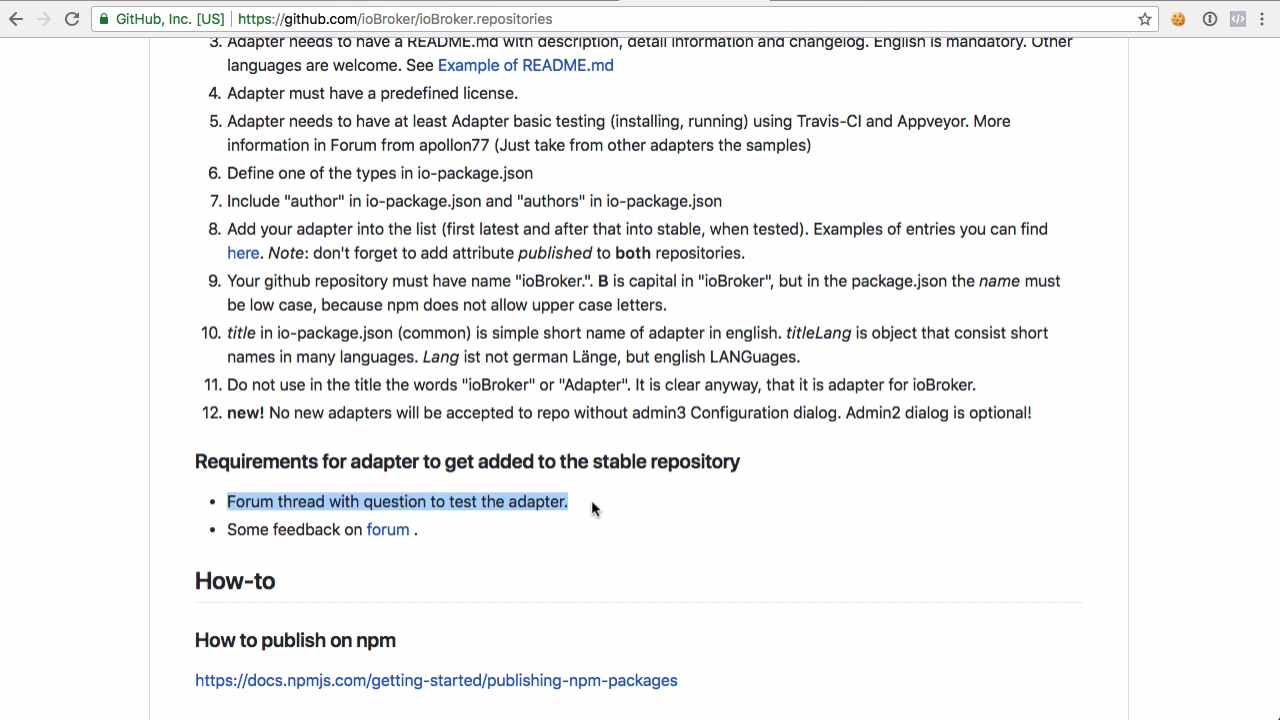 GitHub, Inc. [US] | https://github.com/ioBroker/ioBroker.repositories
3. Adapter needs to have a README.md with description, detail information and changelog. English is mandatory. Other
languages are welcome. See Example of README.md
4. Adapter must have a predefined license.
5. Adapter needs to have at least Adapter basic testing (installing, running) using Travis-CI and Appveyor. More
information in Forum from apollon77 (Just take from other adapters the samples)
6. Define one of the types in io-package.json
7. Include "author" in io-package.json and "authors" in io-package.json
8. Add your adapter into the list (first latest and after that into stable, when tested). Examples of entries you can find
here. Note: don't forget to add attribute published to both repositories.
9. Your github repository must have name "ioBroker.". B is capital in "ioBroker", but in the package.json the name must
be low case, because npm does not allow upper case letters.
10. title in io-package.json (common) is simple short name of adapter in english. titleLang is object that consist short
names in many languages. Lang ist not german Länge, but english LANGuages.
11. Do not use in the title the words "ioBroker" or "Adapter". It is clear anyway, that it is adapter for ioBroker.
12. new! No new adapters will be accepted to repo without admin3 Configuration dialog. Admin2 dialog is optional!
Requirements for adapter to get added to the stable repository
• Forum thread with question to test the adapter.
• Some feedback on forum .
How-to
How to publish on npm
https://docs.npmjs.com/getting-started/publishing-npm-packages